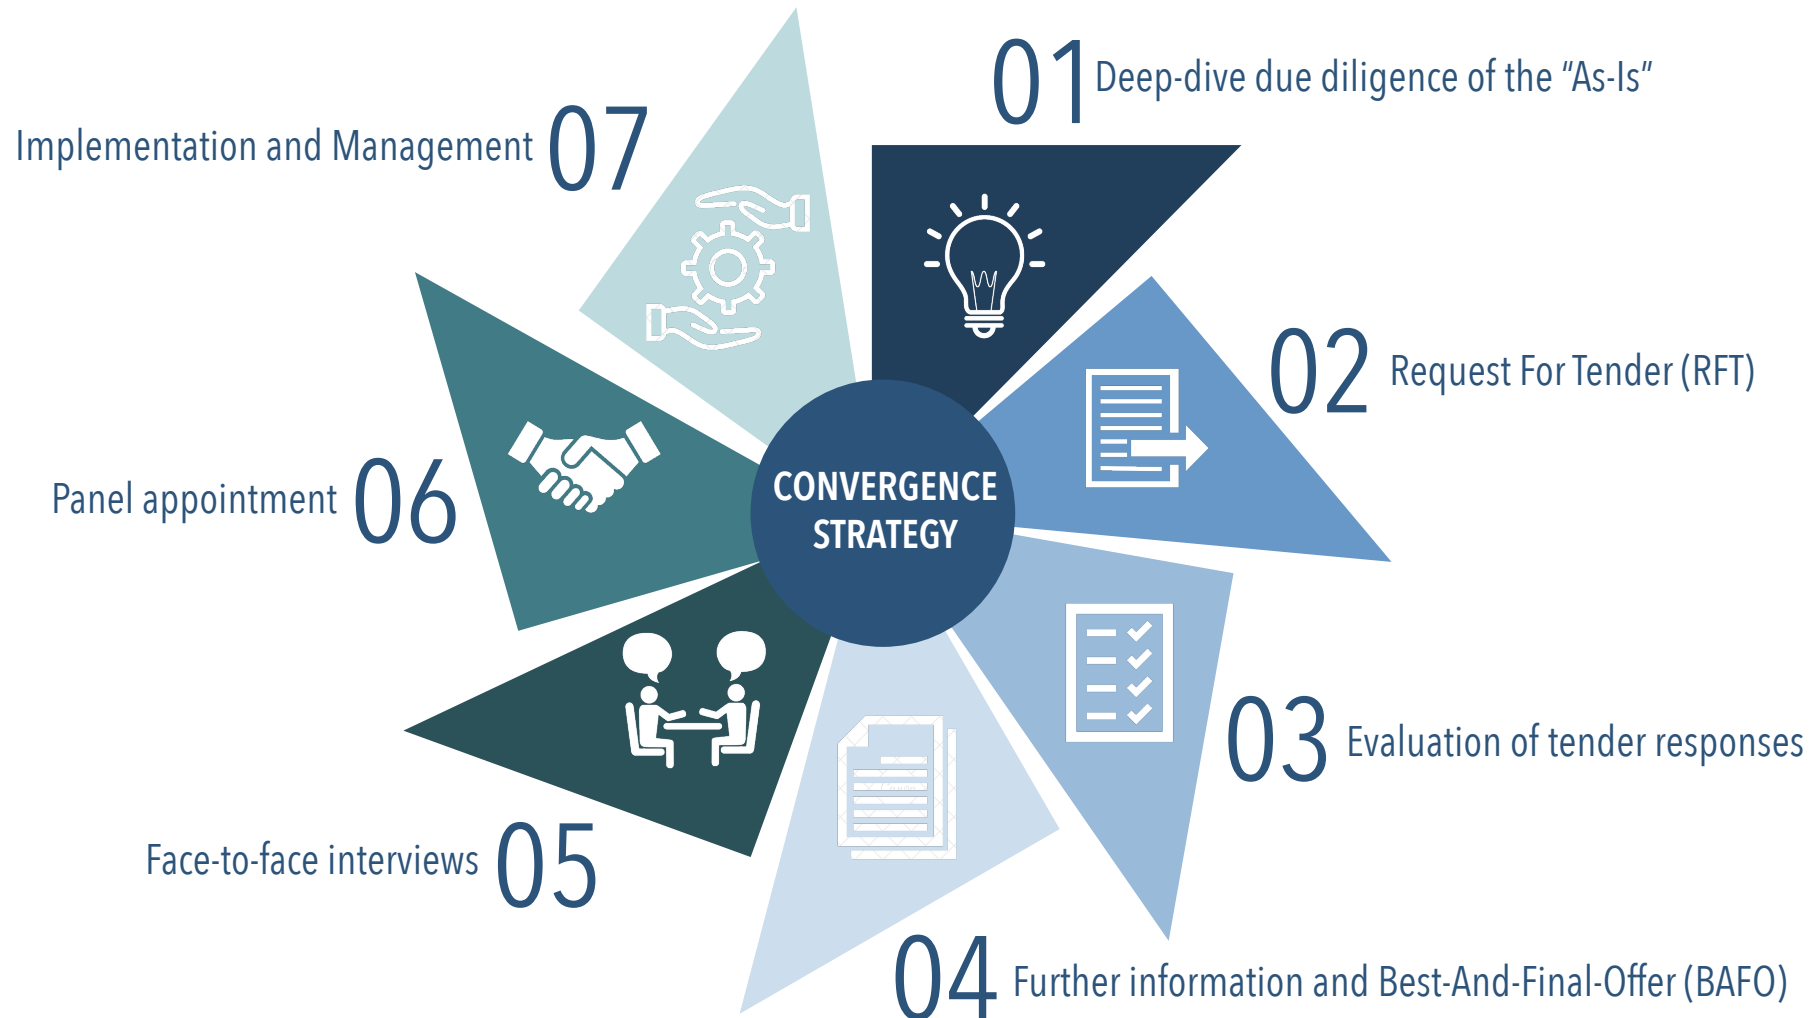 01 Deep-dive due diligence of the "As-Is"
02 Request For Tender (RFT)
03 Evaluation of tender responses
04 Further information and Best-And-Final-Offer (BAFO)
Face-to-face interviews 05
Panel appointment 06
Implementation and Management 07
CONVERGENCE
STRATEGY